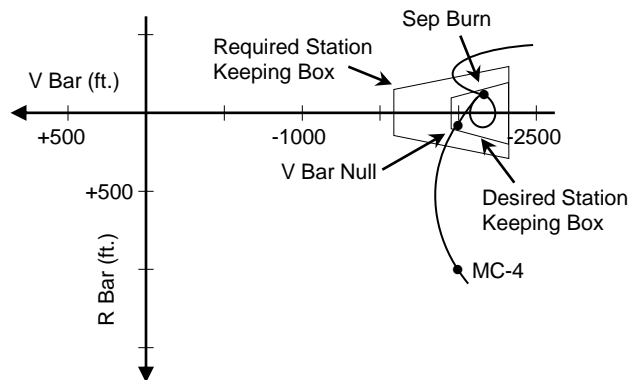 Sep Burn
Required Station
Keeping Box
V Bar (ft.)
+500
-1000
-2500
V Bar Null
+500
Desired Station
Keeping Box
R Bar (ft.)
MC-4